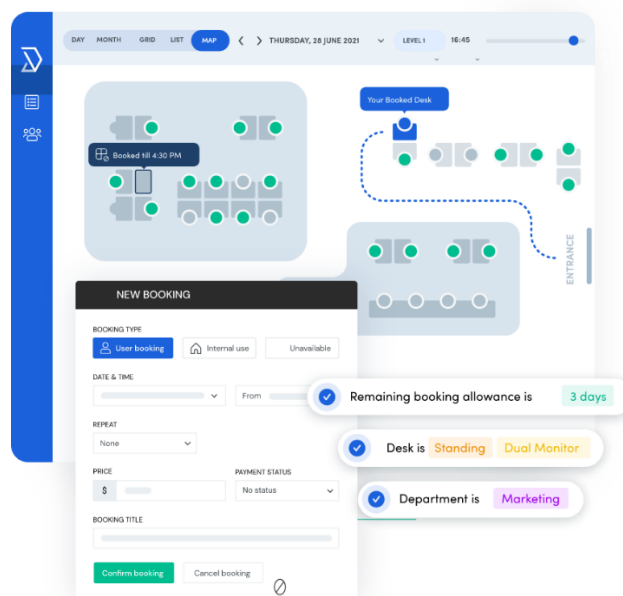 DAY MONTH GRID LIST MAP THURSDAY, 28 JUNE 2021 LEVEL 1 16:45
Your Booked Desk
Booked till 4:30 PM
ENTRANCE
NEW BOOKING
BOOKING TYPE
User booking Internal use Unavailable
DATE & TIME
From
Remaining booking allowance is 3 days
REPEAT
None
Desk is Standing Dual Monitor
PRICE PAYMENT STATUS
$ No status
Department is Marketing
BOOKING TITLE
Confirm booking Cancel booking